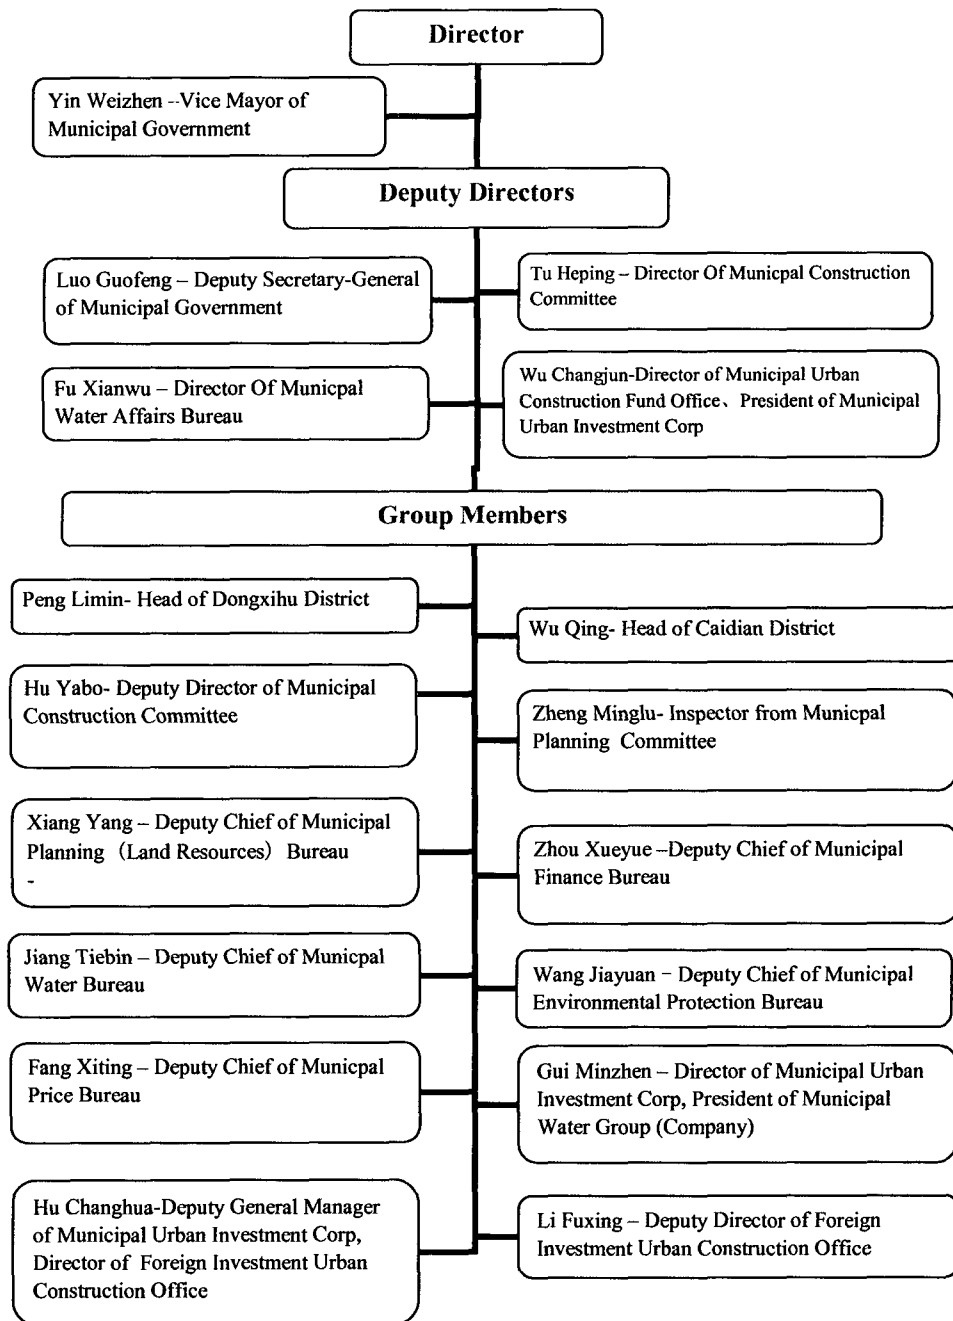 Director
Yin Weizhen --Vice Mayor of
Municipal Government
Deputy Directors
Luo Guofeng – Deputy Secretary-General
of Municipal Government
Tu Heping – Director Of Municpal Construction
Committee
Fu Xianwu – Director Of Municpal
Water Affairs Bureau
Wu Changjun-Director of Municipal Urban
Construction Fund Office、President of Municipal
Urban Investment Corp
Group Members
Peng Limin- Head of Dongxihu District
Wu Qing- Head of Caidian District
Hu Yabo- Deputy Director of Municipal
Construction Committee
Zheng Minglu- Inspector from Municpal
Planning Committee
Xiang Yang – Deputy Chief of Municipal
Planning（Land Resources）Bureau
-
Zhou Xueyue –Deputy Chief of Municipal
Finance Bureau
Jiang Tiebin – Deputy Chief of Municpal
Water Bureau
Wang Jiayuan – Deputy Chief of Municipal
Environmental Protection Bureau
Fang Xiting – Deputy Chief of Municpal
Price Bureau
Gui Minzhen – Director of Municipal Urban
Investment Corp, President of Municipal
Water Group (Company)
Hu Changhua-Deputy General Manager
of Municipal Urban Investment Corp,
Director of Foreign Investment Urban
Construction Office
Li Fuxing – Deputy Director of Foreign
Investment Urban Construction Office